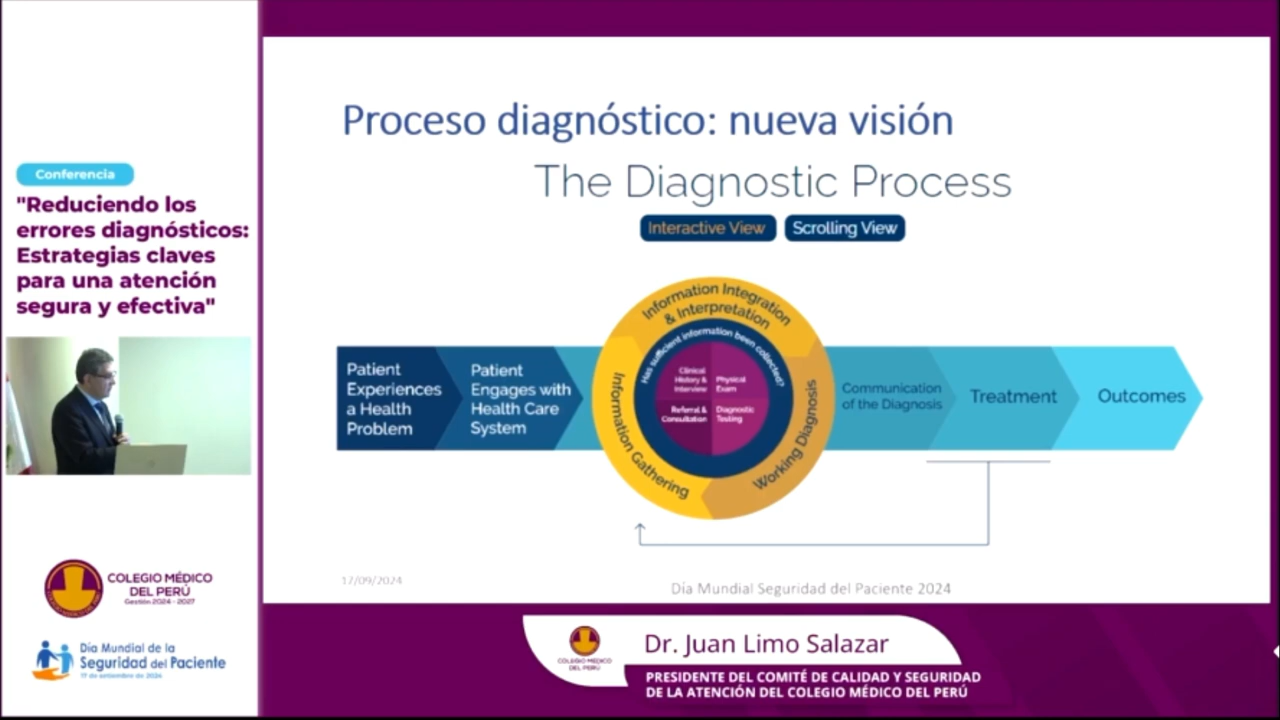 Conferencia
"Reduciendo los
errores diagnósticos:
Estrategias claves
para una atención
segura y efectiva"
COLEGIO MÉDICO
DEL PERÚ
Gestión 2024 - 2027
Día Mundial de la
Seguridad del Paciente
17 de setiembre de 2024
Proceso diagnóstico: nueva visión
The Diagnostic Process
Interactive View
Scrolling View
Patient
Experiences
a Health
Problem
Patient
Engages with
Health Care
System
Information Integration
& Interpretation
Has sufficient information been collected?
Clinical
History &
Interview
Physical
Exam
Referral &
Consultation
Diagnostic
Testing
Information Gathering
Working Diagnosis
Communication
of the Diagnosis
Treatment
Outcomes
17/09/2024
Día Mundial Seguridad del Paciente 2024
COLEGIO MÉDICO
DEL PERÚ
Dr. Juan Limo Salazar
PRESIDENTE DEL COMITÉ DE CALIDAD Y SEGURIDAD
DE LA ATENCIÓN DEL COLEGIO MÉDICO DEL PERÚ